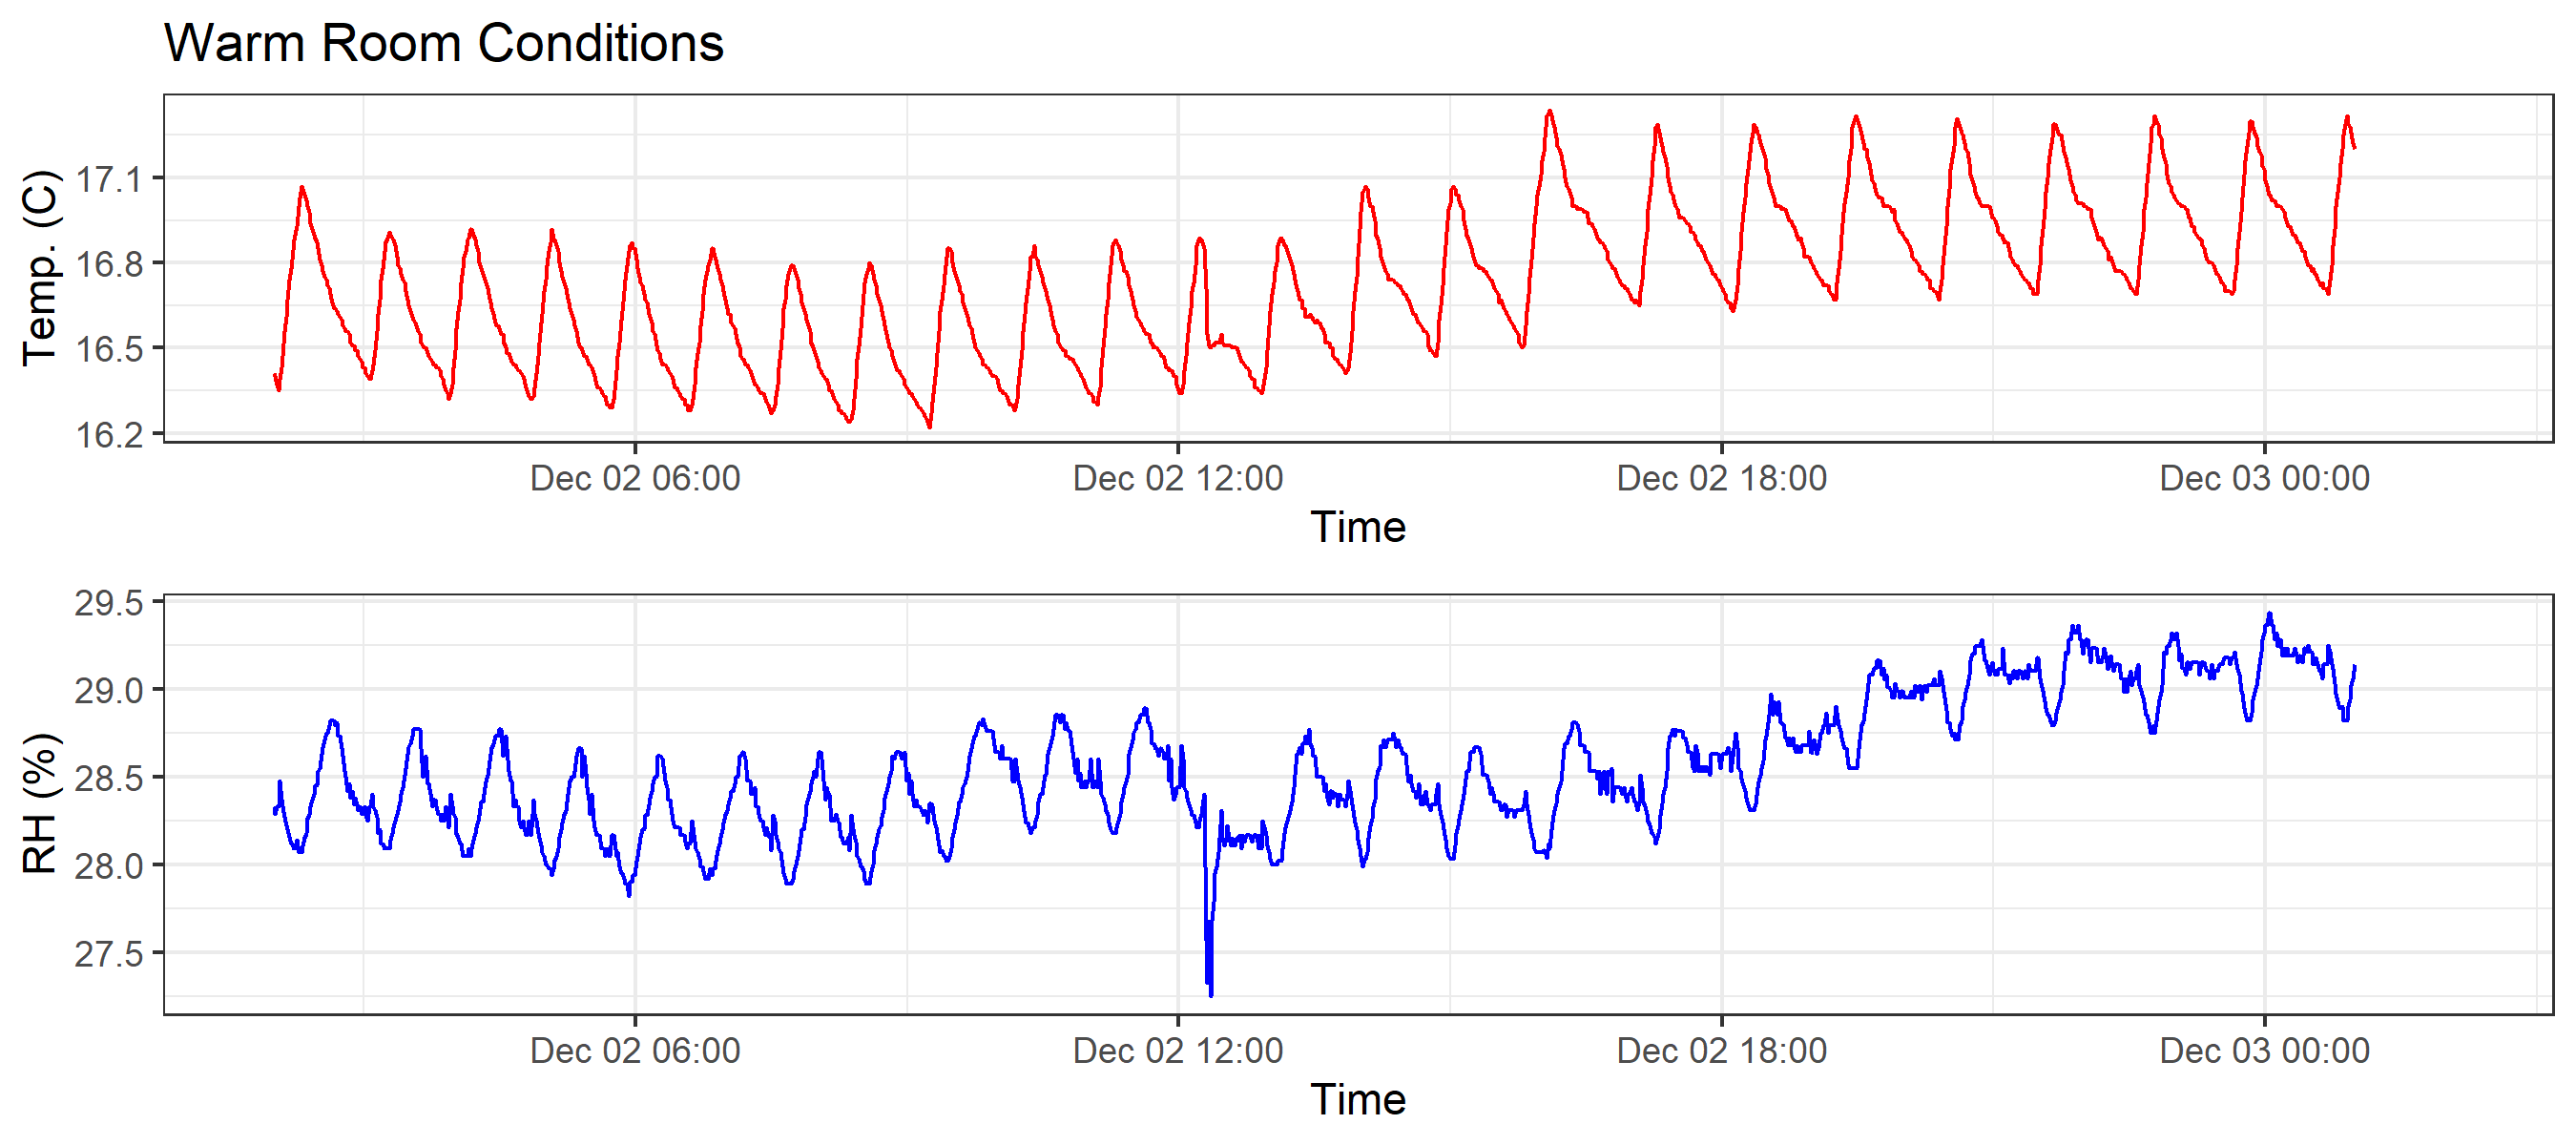 Warm Room Conditions
Temp. (C)
17.1
16.8
16.5
16.2
Dec 02 06:00 Dec 02 12:00 Dec 02 18:00 Dec 03 00:00
Time
RH (%)
29.5
29.0
28.5
28.0
27.5
Dec 02 06:00 Dec 02 12:00 Dec 02 18:00 Dec 03 00:00
Time